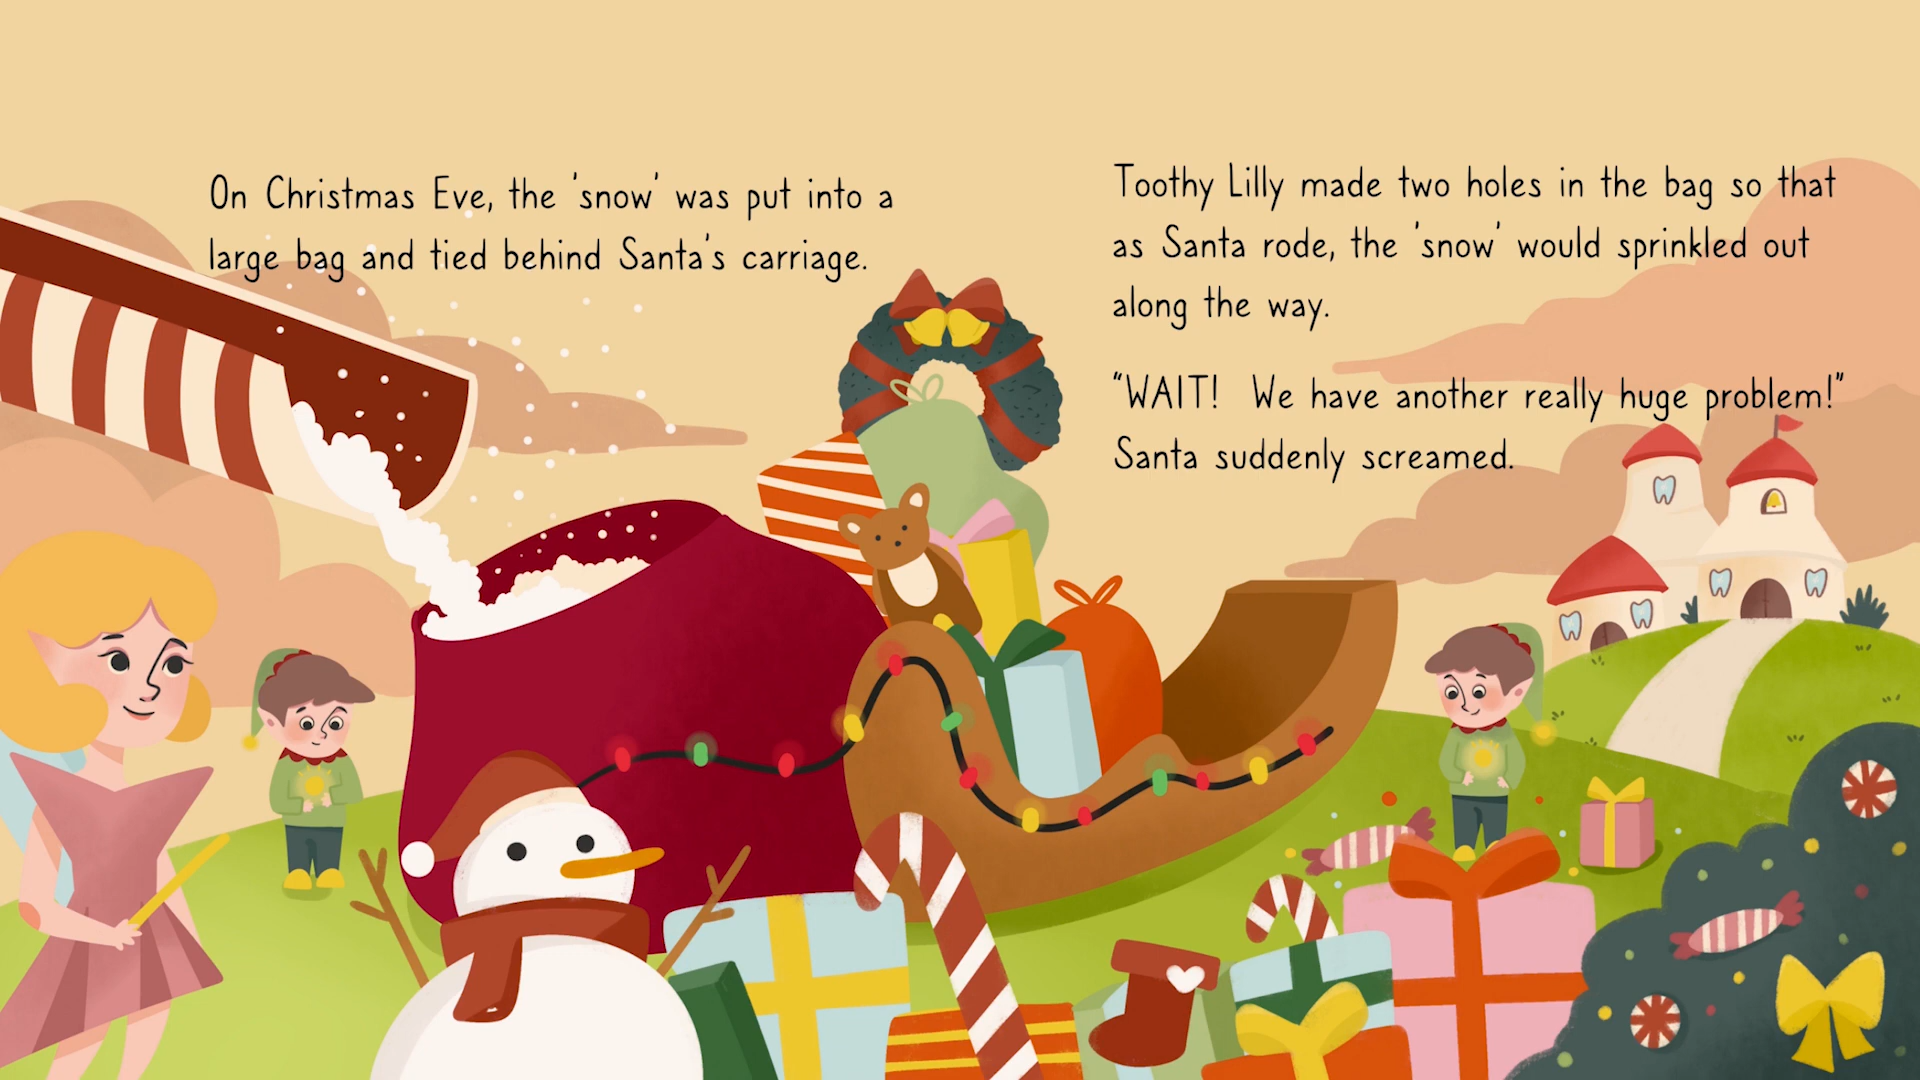 On Christmas Eve, the 'snow' was put into a
large bag and tied behind Santa's carriage.
Toothy Lilly made two holes in the bag so that
as Santa rode, the 'snow' would sprinkled out
along the way.
"WAIT!  We have another really huge problem!"
Santa suddenly screamed.